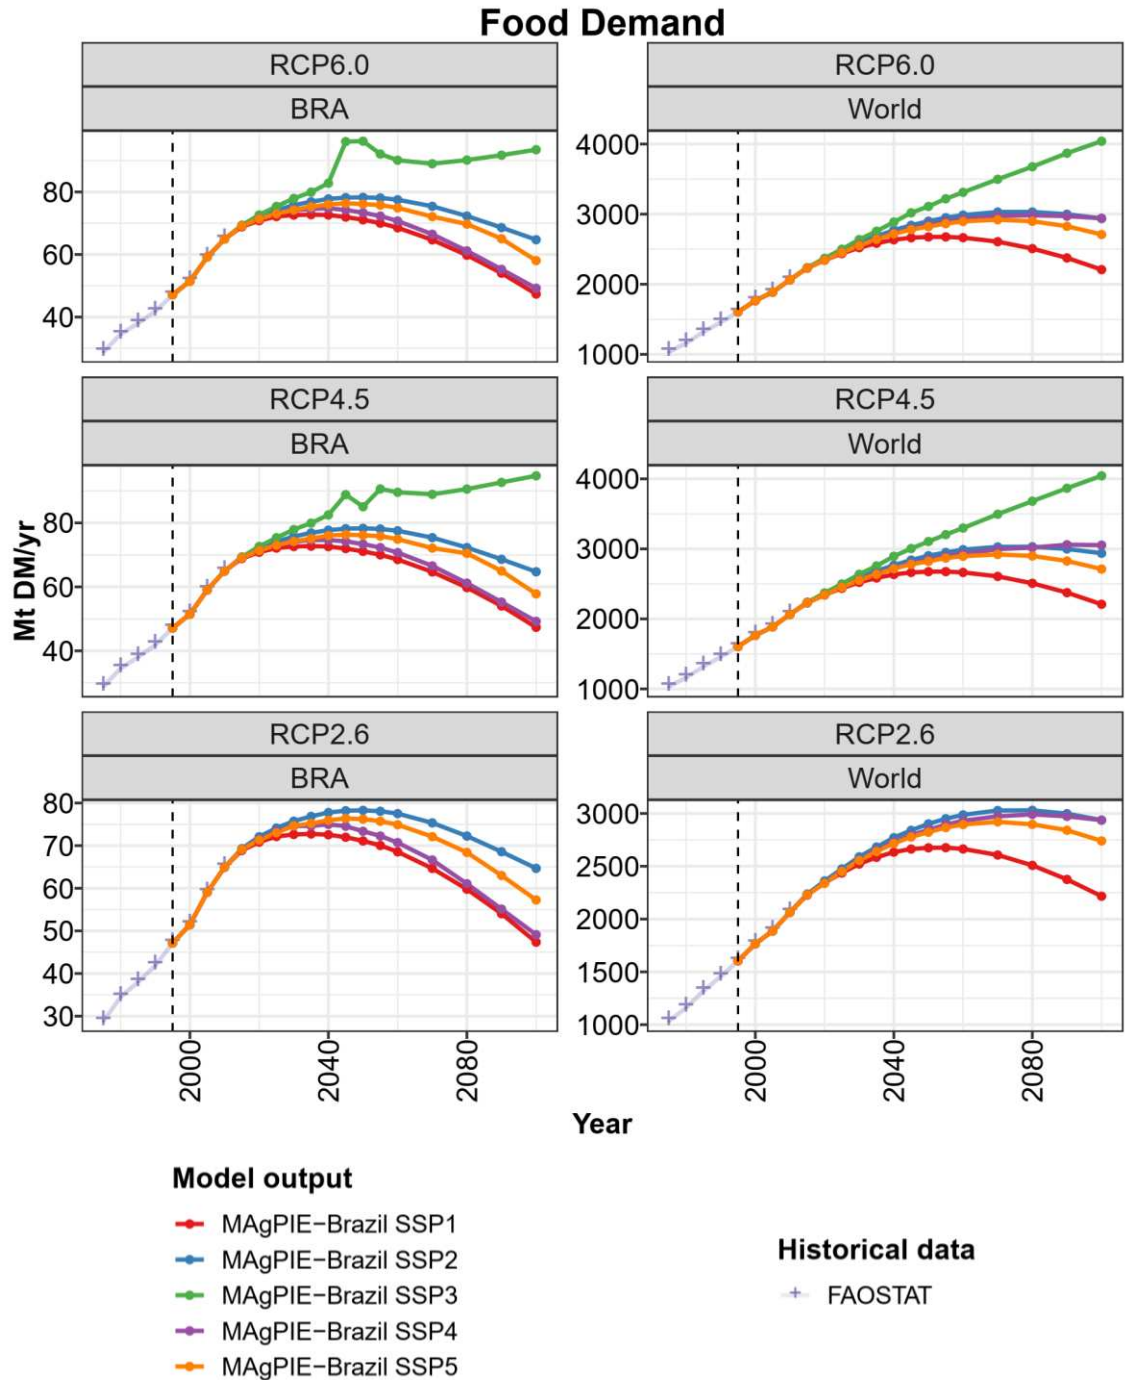 Food Demand
RCP6.0
RCP6.0
BRA
World
80
60
40
4000
3000
2000
1000
RCP4.5
RCP4.5
BRA
World
80
60
40
4000
3000
2000
1000
Mt DM/yr
RCP2.6
RCP2.6
BRA
World
80
70
60
50
40
30
3000
2500
2000
1500
1000
2000
2040
2080
2000
2040
2080
Year
Model output
MAgPIE−Brazil SSP1
MAgPIE−Brazil SSP2
MAgPIE−Brazil SSP3
MAgPIE−Brazil SSP4
MAgPIE−Brazil SSP5
Historical data
FAOSTAT